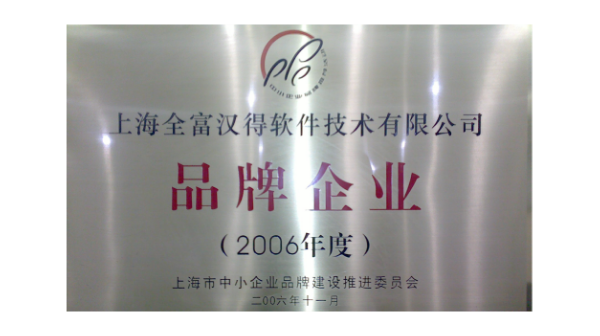 上海全富汉得软件技术有限公司
品牌企业
（2006年度）
上海市中小企业品牌建设推进委员会
二OO六年十一月